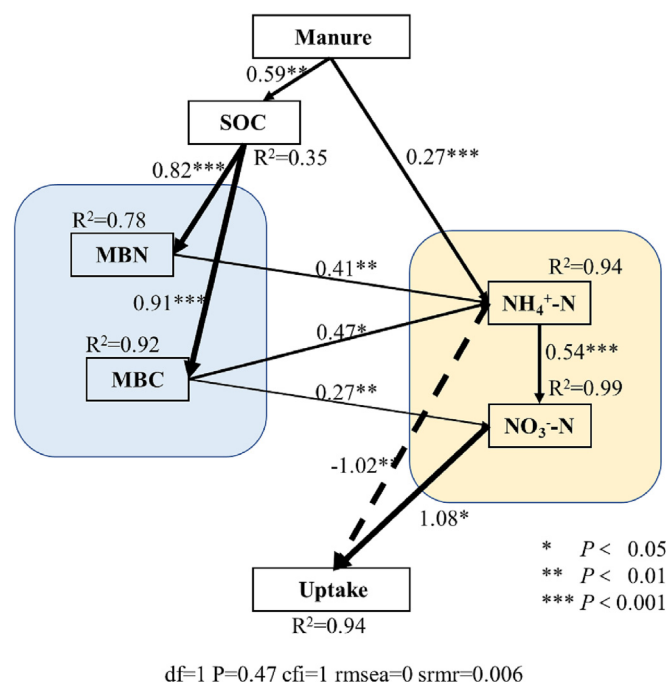 Manure
0.59**
SOC
R²=0.35
0.27***
0.82***
R²=0.78
MBN
0.41**
R²=0.94
NH₄⁺-N
0.91***
0.47*
0.54***
R²=0.92
MBC
0.27**
R²=0.99
NO₃⁻-N
-1.02**
1.08*
* P < 0.05
** P < 0.01
*** P < 0.001
Uptake
R²=0.94
df=1 P=0.47 cfi=1 rmsea=0 srmr=0.006